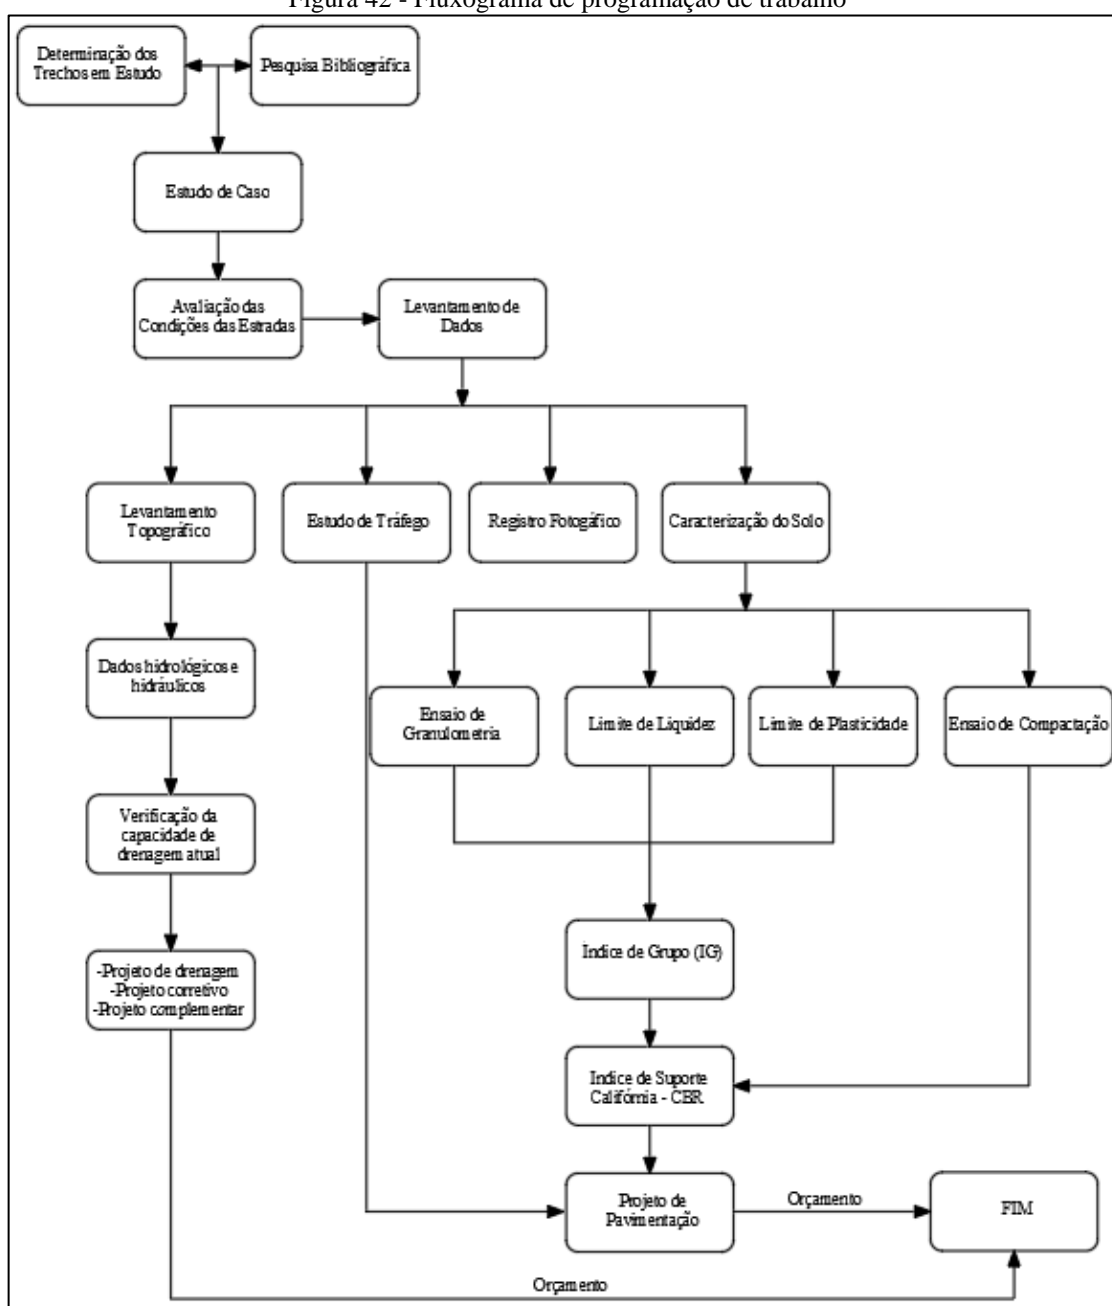 Figura 42 - Fluxograma de programação de trabalho
Determinação dos
Trechos em Estudo
Pesquisa Bibliográfica
Estudo de Caso
Avaliação das
Condições das Estradas
Levantamento de
Dados
Levantamento
Topográfico
Estudo de Tráfego
Registro Fotogáfico
Caracterização do Solo
Dados hidrológicos e
hidráulicos
Ensaio de
Granulometria
Limite de Liquidez
Limite de Plasticidade
Ensaio de Compactação
Verificação da
capacidade de
drenagem atual
-Projeto de drenagem
-Projeto corretivo
-Projeto complementar
Índice de Grupo (IG)
Indice de Suporte
Califórnia - CBR
Projeto de
Pavimentação
Orçamento
FIM
Orçamento